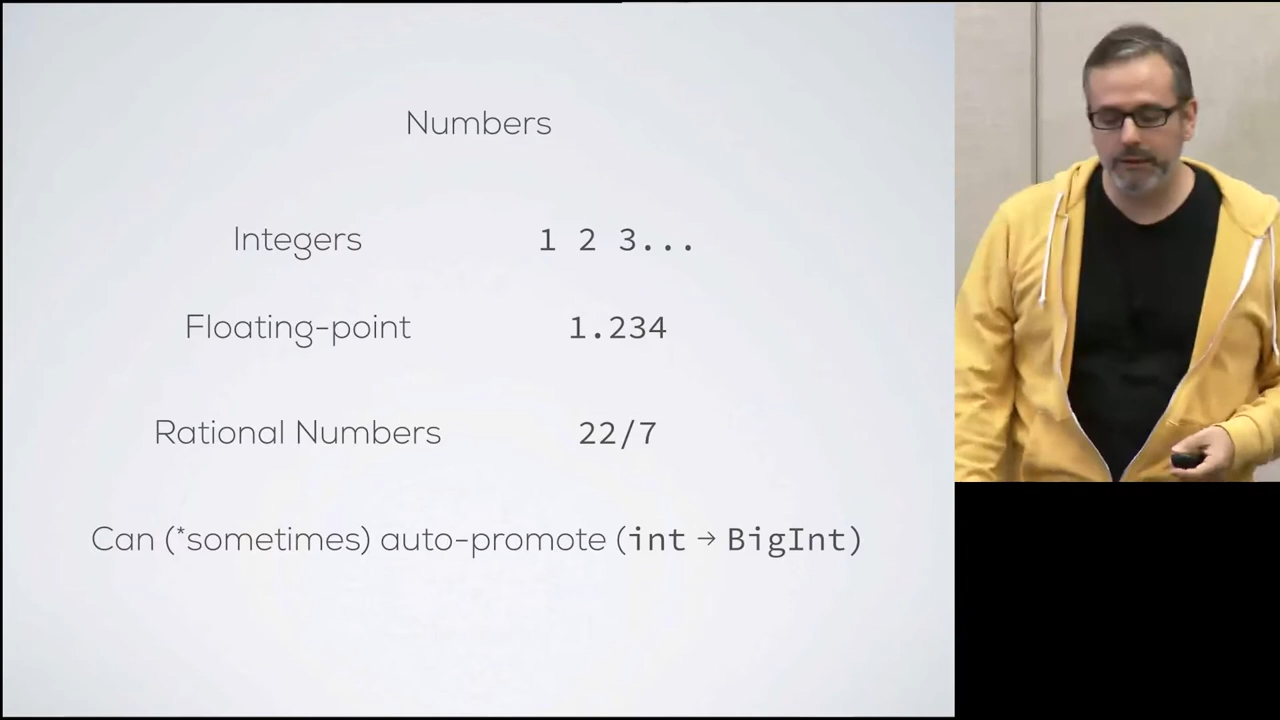 Numbers
Integers 1 2 3...
Floating-point 1.234
Rational Numbers 22/7
Can (*sometimes) auto-promote (int → BigInt)